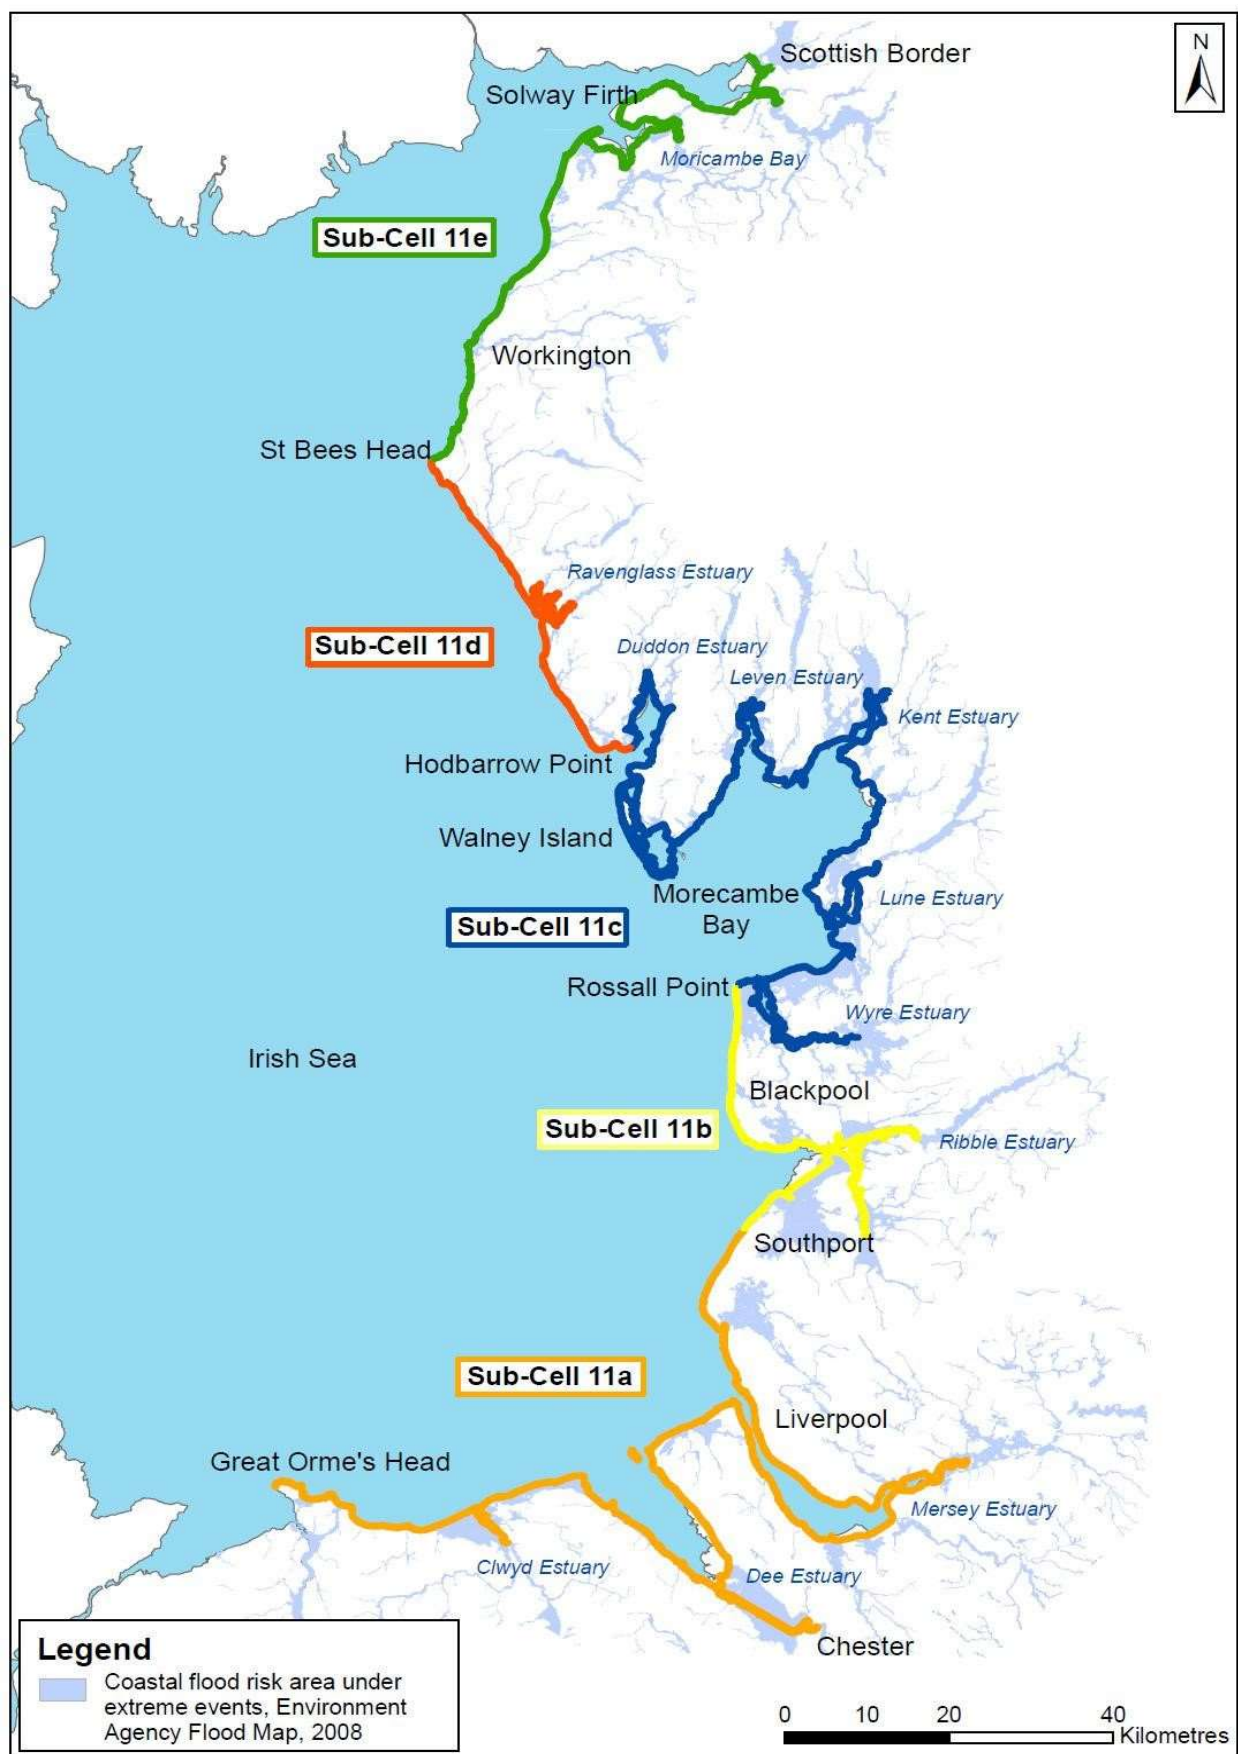 N
Scottish Border
Solway Firth
Moricambe Bay
Sub-Cell 11e
Workington
St Bees Head
Ravenglass Estuary
Sub-Cell 11d
Duddon Estuary
Leven Estuary
Kent Estuary
Hodbarrow Point
Walney Island
Morecambe
Bay
Lune Estuary
Sub-Cell 11c
Rossall Point
Wyre Estuary
Irish Sea
Blackpool
Sub-Cell 11b
Ribble Estuary
Southport
Sub-Cell 11a
Liverpool
Great Orme's Head
Mersey Estuary
Clwyd Estuary
Dee Estuary
Chester
Legend
Coastal flood risk area under
extreme events, Environment
Agency Flood Map, 2008
0 10 20 40
Kilometres